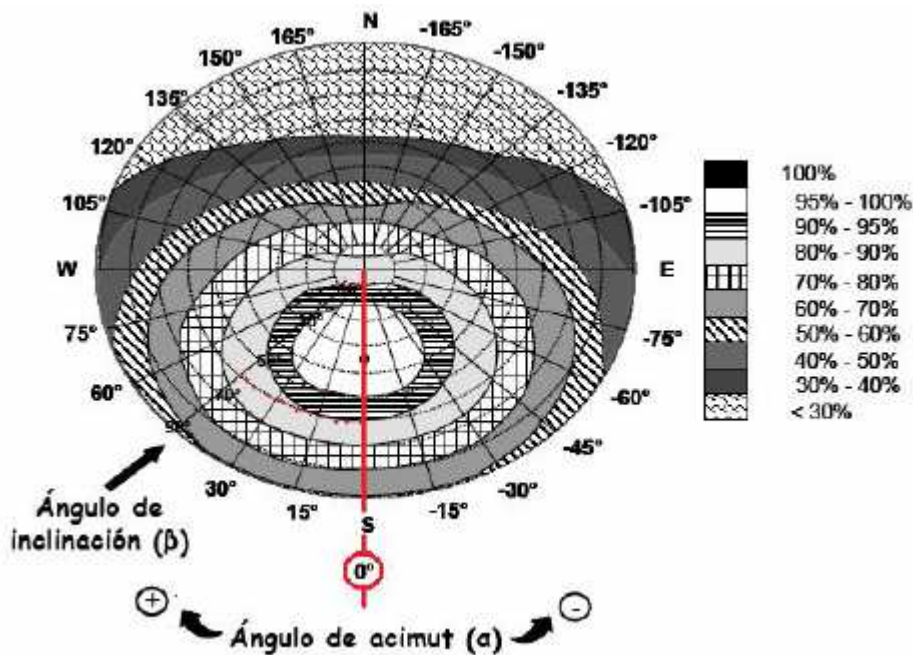 N
165°
-165°
150°
-150°
135°
-135°
120°
-120°
105°
-105°
W
E
75°
-75°
60°
-60°
-45°
30°
-30°
15°
-15°
S
0°
Ángulo de
inclinación (β)
+
-
Ángulo de acimut (α)
100%
95% - 100%
90% - 95%
80% - 90%
70% - 80%
60% - 70%
50% - 60%
40% - 50%
30% - 40%
< 30%